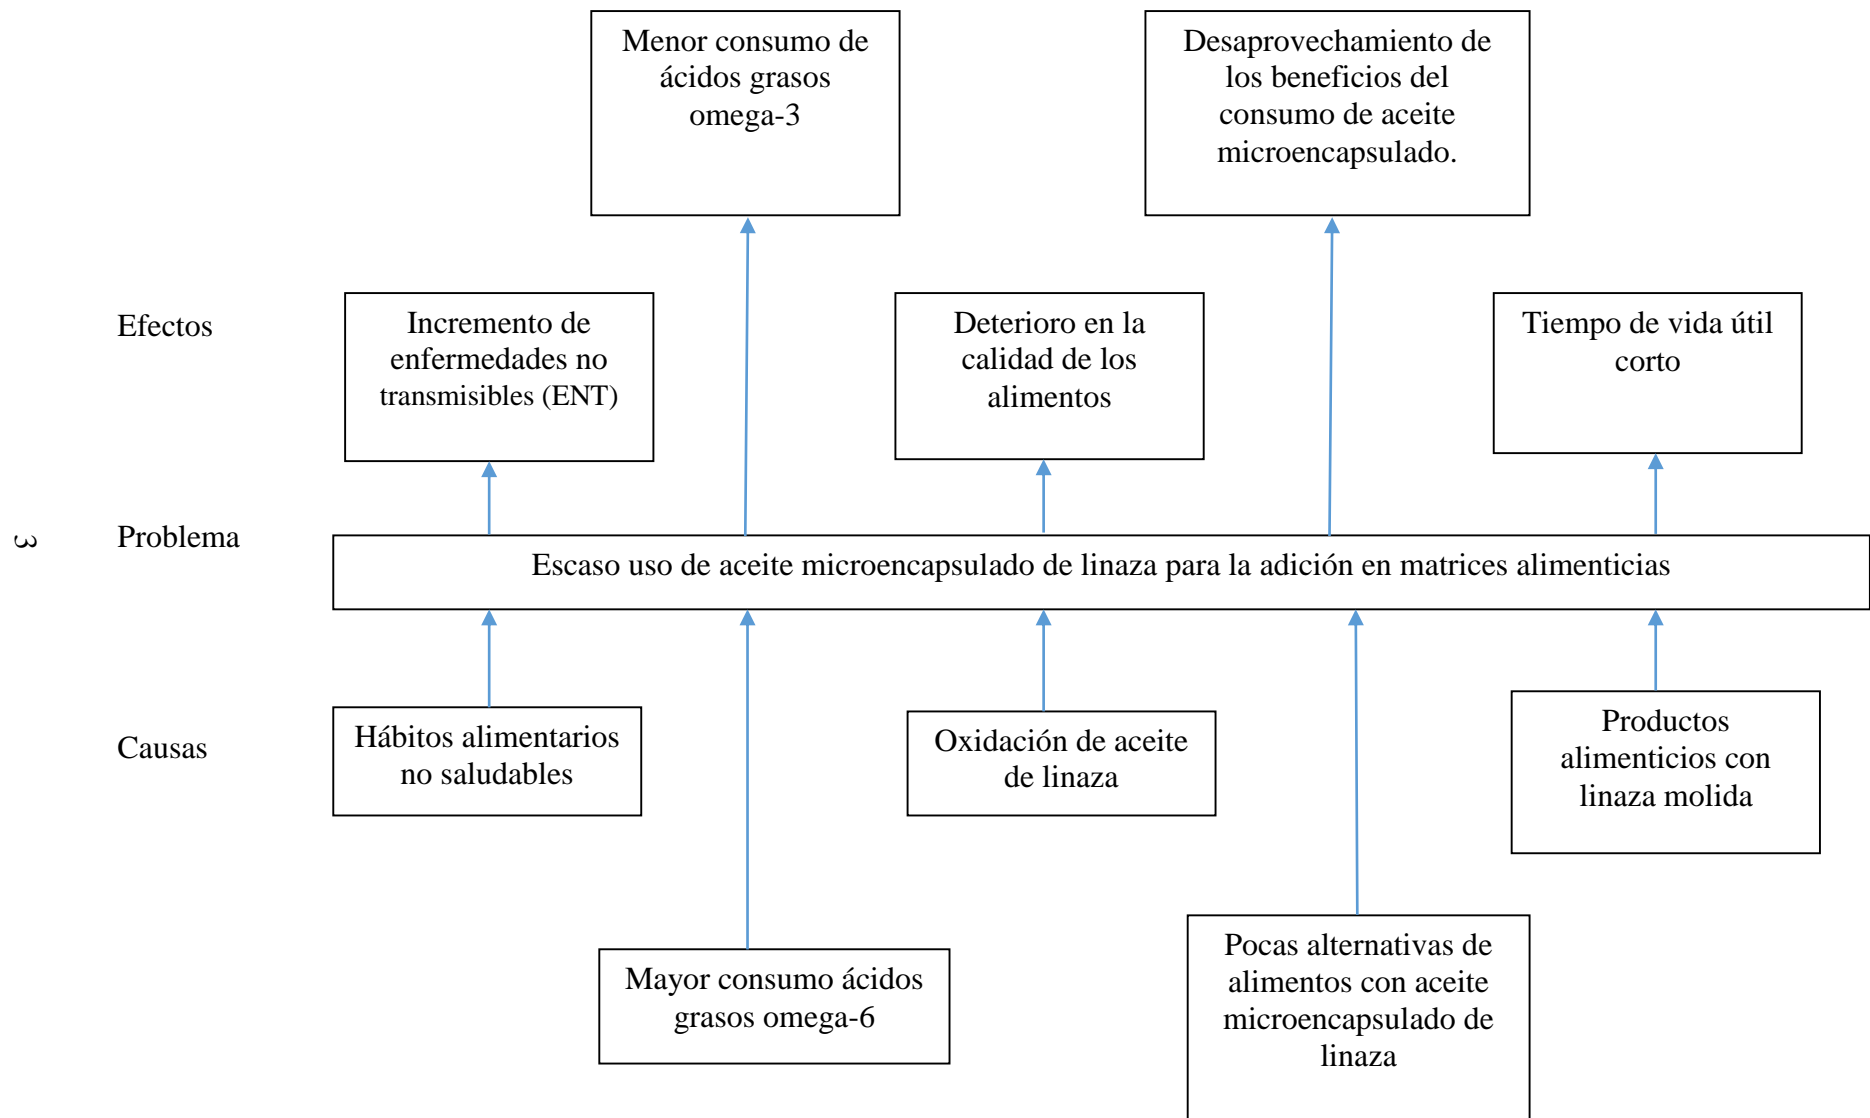 Menor consumo de
ácidos grasos
omega-3
Desaprovechamiento de
los beneficios del
consumo de aceite
microencapsulado.
Efectos
Incremento de
enfermedades no
transmisibles (ENT)
Deterioro en la
calidad de los
alimentos
Tiempo de vida útil
corto
3
Problema
Escaso uso de aceite microencapsulado de linaza para la adición en matrices alimenticias
Causas
Hábitos alimentarios
no saludables
Oxidación de aceite
de linaza
Productos
alimenticios con
linaza molida
Mayor consumo ácidos
grasos omega-6
Pocas alternativas de
alimentos con aceite
microencapsulado de
linaza